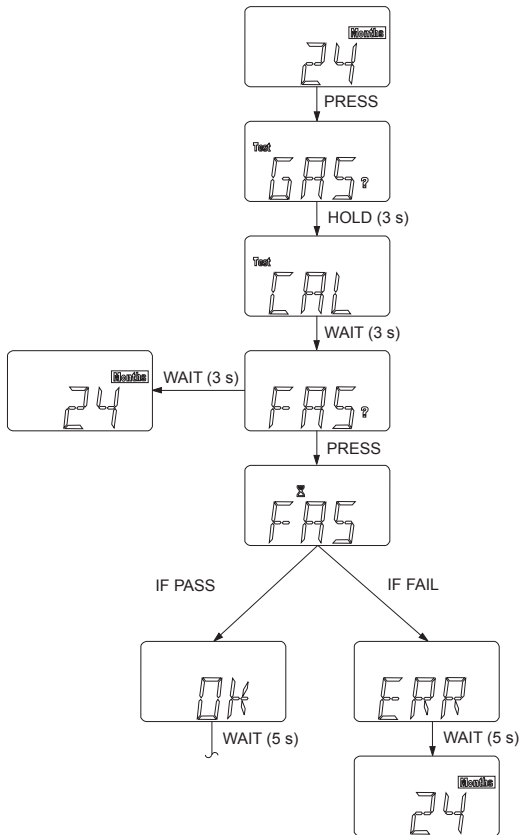 Months
24
PRESS
Test
GAS ?
HOLD (3 s)
Test
CAL
WAIT (3 s)
Months
24
WAIT (3 s)
FAS ?
PRESS
FAS
IF PASS
IF FAIL
OK
ERR
WAIT (5 s)
WAIT (5 s)
Months
24